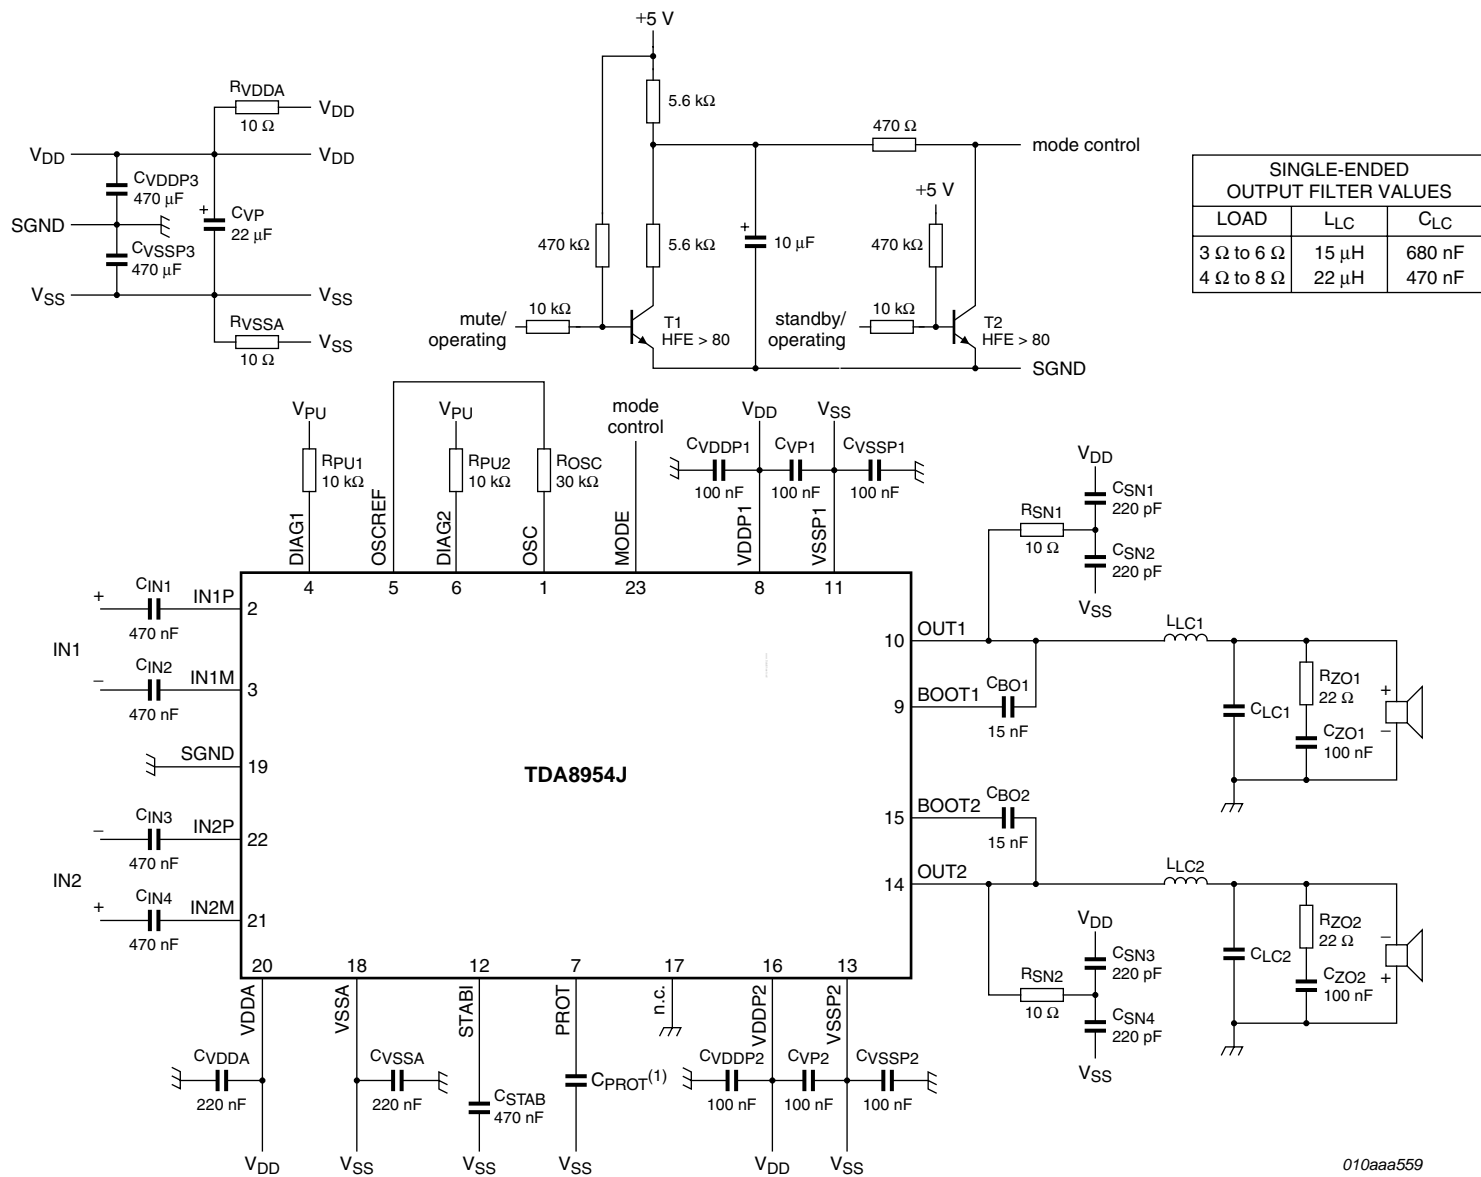 +5 V
5.6 kΩ
470 Ω
mode control
+5 V
470 kΩ
5.6 kΩ
+
10 μF
470 kΩ
mute/
operating
10 kΩ
T1
HFE > 80
standby/
operating
10 kΩ
T2
HFE > 80
SGND
RVDDA
10 Ω
VDD
VDD
VDD
CVDDP3
470 μF
SGND
+
CVP
22 μF
CVSSP3
470 μF
VSS
VSS
RVSSA
10 Ω
VSS
SINGLE-ENDED
OUTPUT FILTER VALUES
LOAD LLC CLC
3 Ω to 6 Ω 15 μH 680 nF
4 Ω to 8 Ω 22 μH 470 nF
VPU
RPU1
10 kΩ
DIAG1
4
OSCREF
5
VPU
RPU2
10 kΩ
DIAG2
6
ROSC
30 kΩ
OSC
1
mode
control
MODE
23
VDD
VSS
CVDDP1
100 nF
CVP1
100 nF
CVSSP1
100 nF
VDDP1
8
VSSP1
11
VDD
CSN1
220 pF
RSN1
10 Ω
CSN2
220 pF
VSS
IN1
+
CIN1
470 nF
IN1P
2
−
CIN2
470 nF
IN1M
3
SGND
19
IN2
−
CIN3
470 nF
IN2P
22
+
CIN4
470 nF
IN2M
21
TDA8954J
10
OUT1
LLC1
9
BOOT1
CBO1
15 nF
CLC1
RZO1
22 Ω
CZO1
100 nF
+
−
15
BOOT2
CBO2
15 nF
14
OUT2
LLC2
CLC2
RZO2
22 Ω
CZO2
100 nF
−
+
VDD
CSN3
220 pF
RSN2
10 Ω
CSN4
220 pF
VSS
20
VDDA
CVDDA
220 nF
VDD
18
VSSA
CVSSA
220 nF
VSS
12
STABI
CSTAB
470 nF
VSS
7
PROT
CPROT(1)
VSS
17
n.c.
16
VDDP2
13
VSSP2
CVDDP2
100 nF
CVP2
100 nF
CVSSP2
100 nF
VDD
VSS
010aaa559